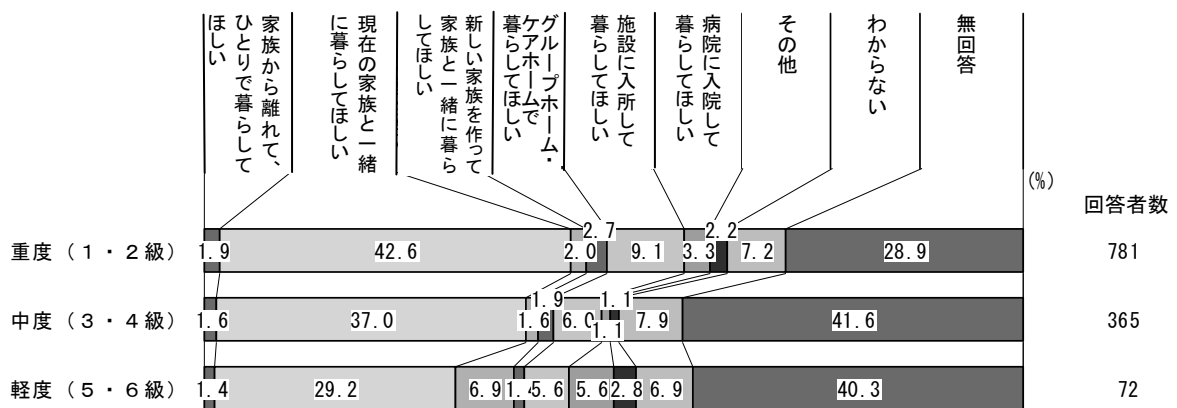 家族から離れて、
ひとりで暮らして
ほしい
現在の家族と一緒
に暮らしてほしい
新しい家族を作って
家族と一緒に暮ら
してほしい
グループホーム・
ケアホームで
暮らしてほしい
施設に入所して
暮らしてほしい
病院に入院して
暮らしてほしい
その他
わからない
無回答
(%)
回答者数
重度（1・2級） 1.9 42.6 2.0 2.7 9.1 3.3 2.2 7.2 28.9 781
中度（3・4級） 1.6 37.0 1.6 1.9 6.0 1.1 1.1 7.9 41.6 365
軽度（5・6級） 1.4 29.2 6.9 1.4 5.6 5.6 2.8 6.9 40.3 72